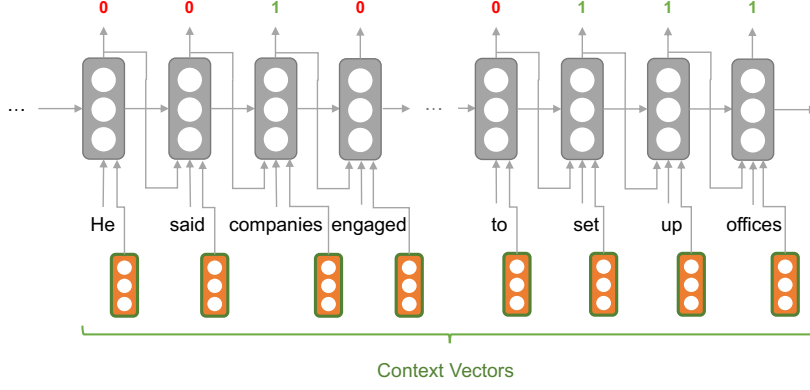 0 0 1 0 0 1 1 1
... ...
He said companies engaged to set up offices
Context Vectors